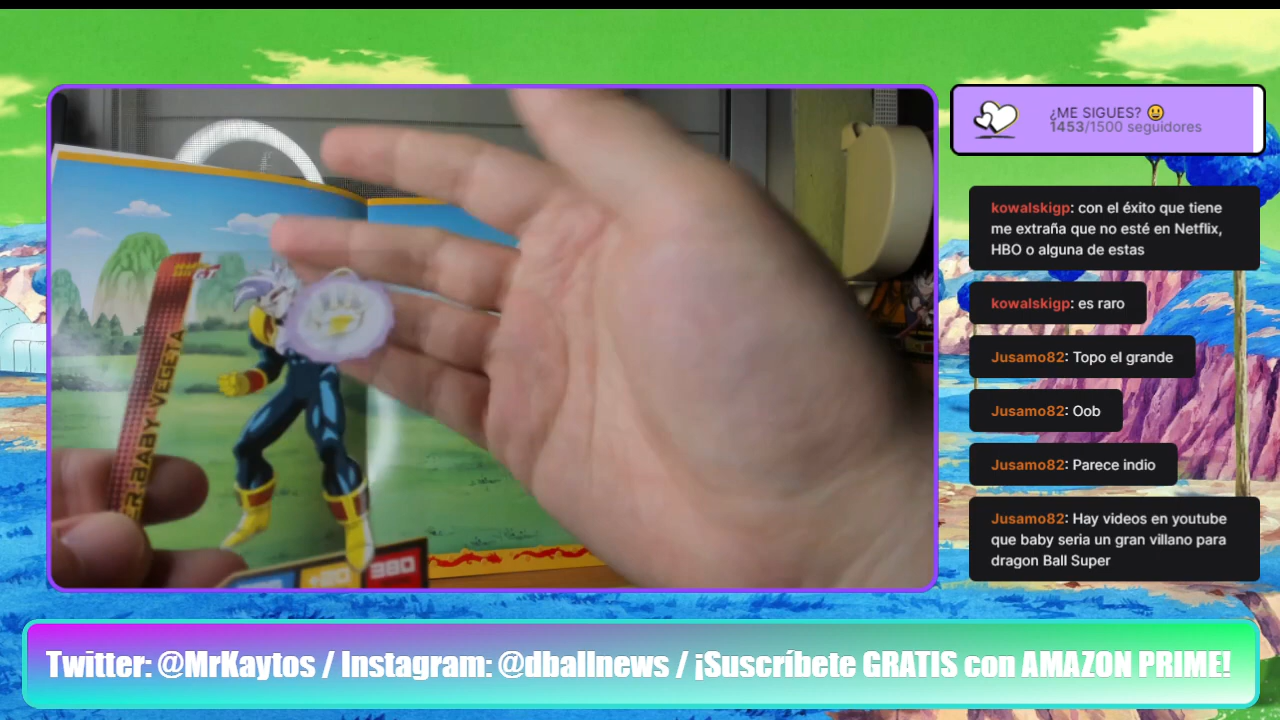 ¿ME SIGUES? 😃
1453/1500 seguidores
kowalskigp: con el éxito que tiene
me extraña que no esté en Netflix,
HBO o alguna de estas
kowalskigp: es raro
Jusamo82: Topo el grande
Jusamo82: Oob
Jusamo82: Parece indio
Jusamo82: Hay videos en youtube
que baby seria un gran villano para
dragon Ball Super
R BABY VEGETA
380
Twitter: @MrKaytos / Instagram: @dballnews / ¡Suscríbete GRATIS con AMAZON PRIME!